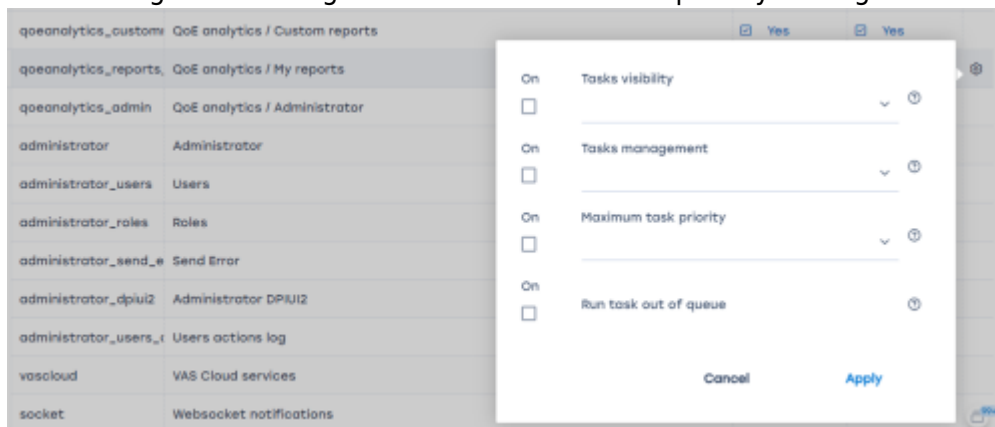 qoeanalytics_custom QoE analytics / Custom reports Yes Yes
qoeanalytics_reports, QoE analytics / My reports
qoeanalytics_admin QoE analytics / Administrator
administrator Administrator
administrator_users Users
administrator_roles Roles
administrator_send_e Send Error
administrator_dpiui2 Administrator DPIUI2
administrator_users_ Users actions log
vascloud VAS Cloud services
socket Websocket notifications
On Tasks visibility
On Tasks management
On Maximum task priority
On
Run task out of queue
Cancel Apply